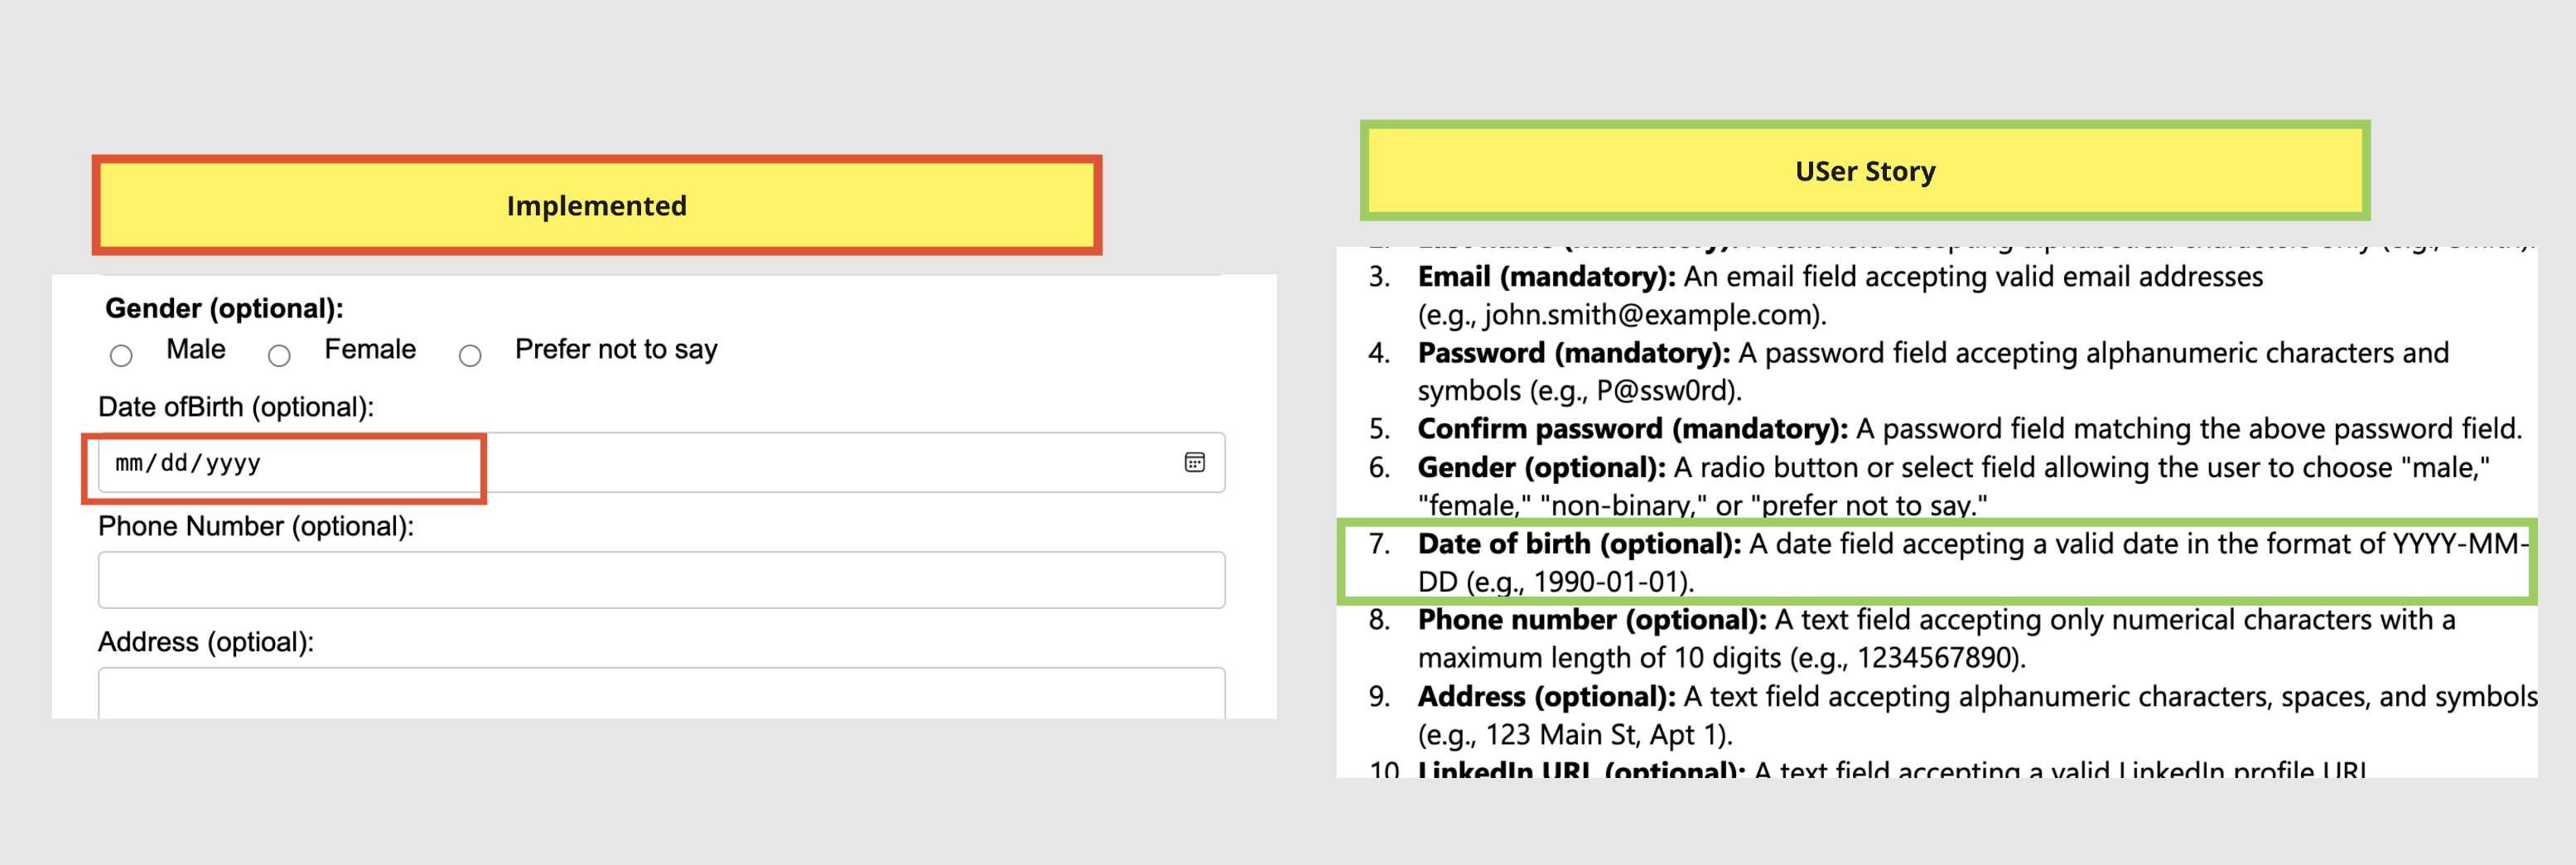 Implemented
Gender (optional):
Male Female Prefer not to say
Date ofBirth (optional):
mm/dd/yyyy
Phone Number (optional):
Address (optioal):
USer Story
3. Email (mandatory): An email field accepting valid email addresses
(e.g., john.smith@example.com).
4. Password (mandatory): A password field accepting alphanumeric characters and
symbols (e.g., P@ssw0rd).
5. Confirm password (mandatory): A password field matching the above password field.
6. Gender (optional): A radio button or select field allowing the user to choose "male,"
"female," "non-binary," or "prefer not to say."
7. Date of birth (optional): A date field accepting a valid date in the format of YYYY-MM-
DD (e.g., 1990-01-01).
8. Phone number (optional): A text field accepting only numerical characters with a
maximum length of 10 digits (e.g., 1234567890).
9. Address (optional): A text field accepting alphanumeric characters, spaces, and symbols
(e.g., 123 Main St, Apt 1).
10 LinkedIn URL (optional): A text field accepting a valid LinkedIn profile URL